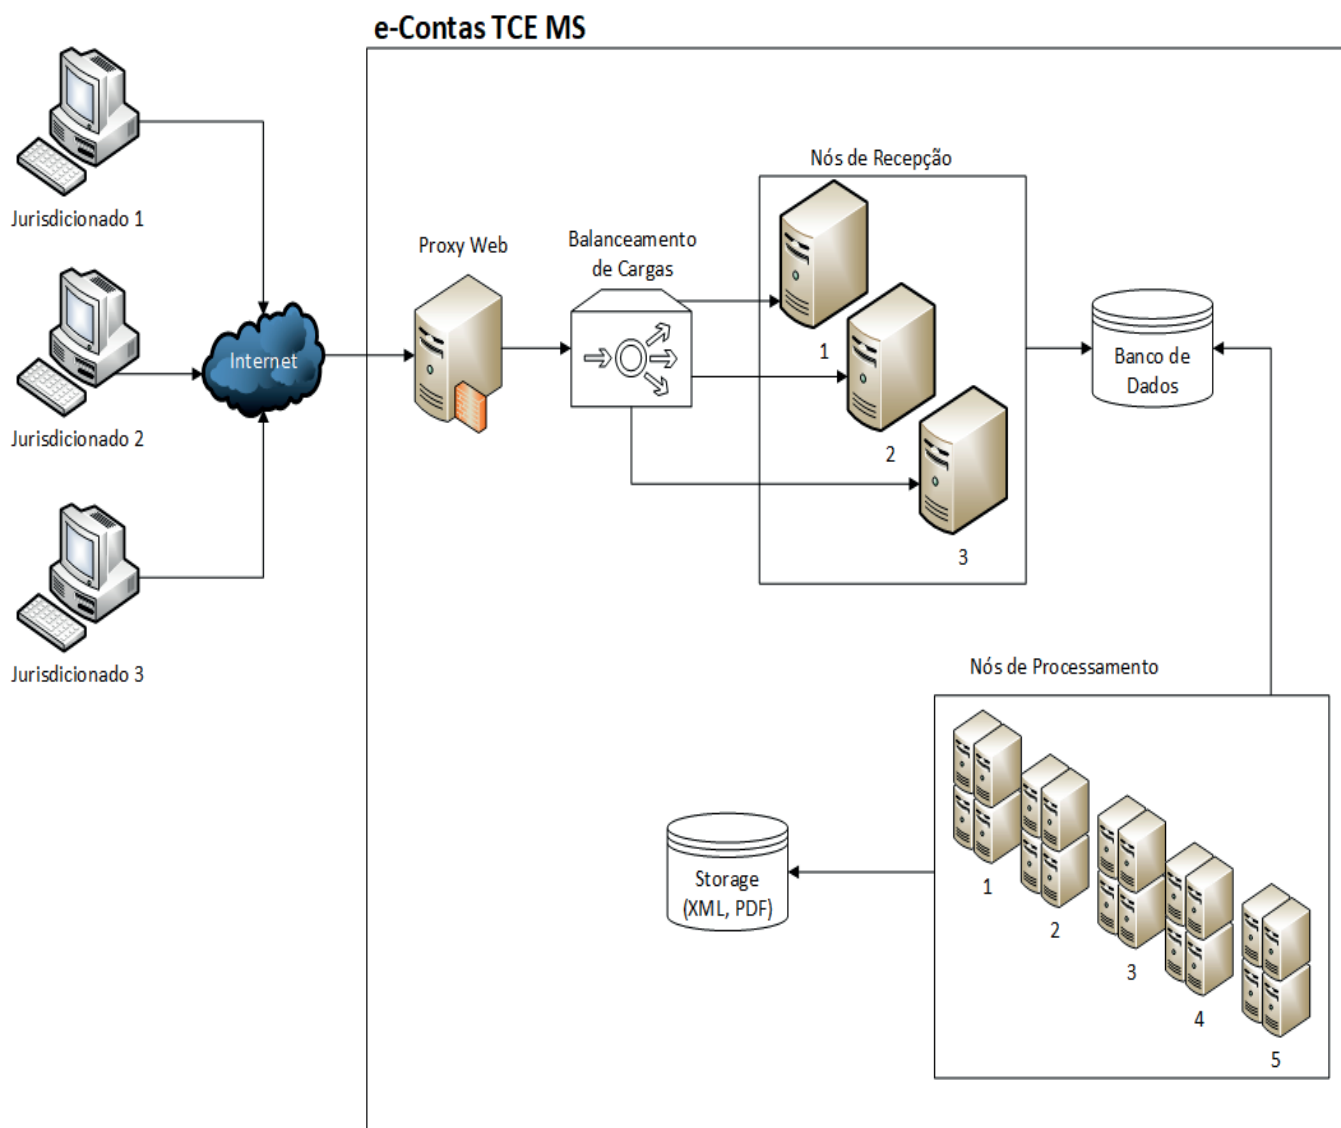 e-Contas TCE MS
Jurisdicionado 1
Jurisdicionado 2
Jurisdicionado 3
Internet
Proxy Web
Balanceamento
de Cargas
Nós de Recepção
1
2
3
Banco de
Dados
Nós de Processamento
1
2
3
4
5
Storage
(XML, PDF)